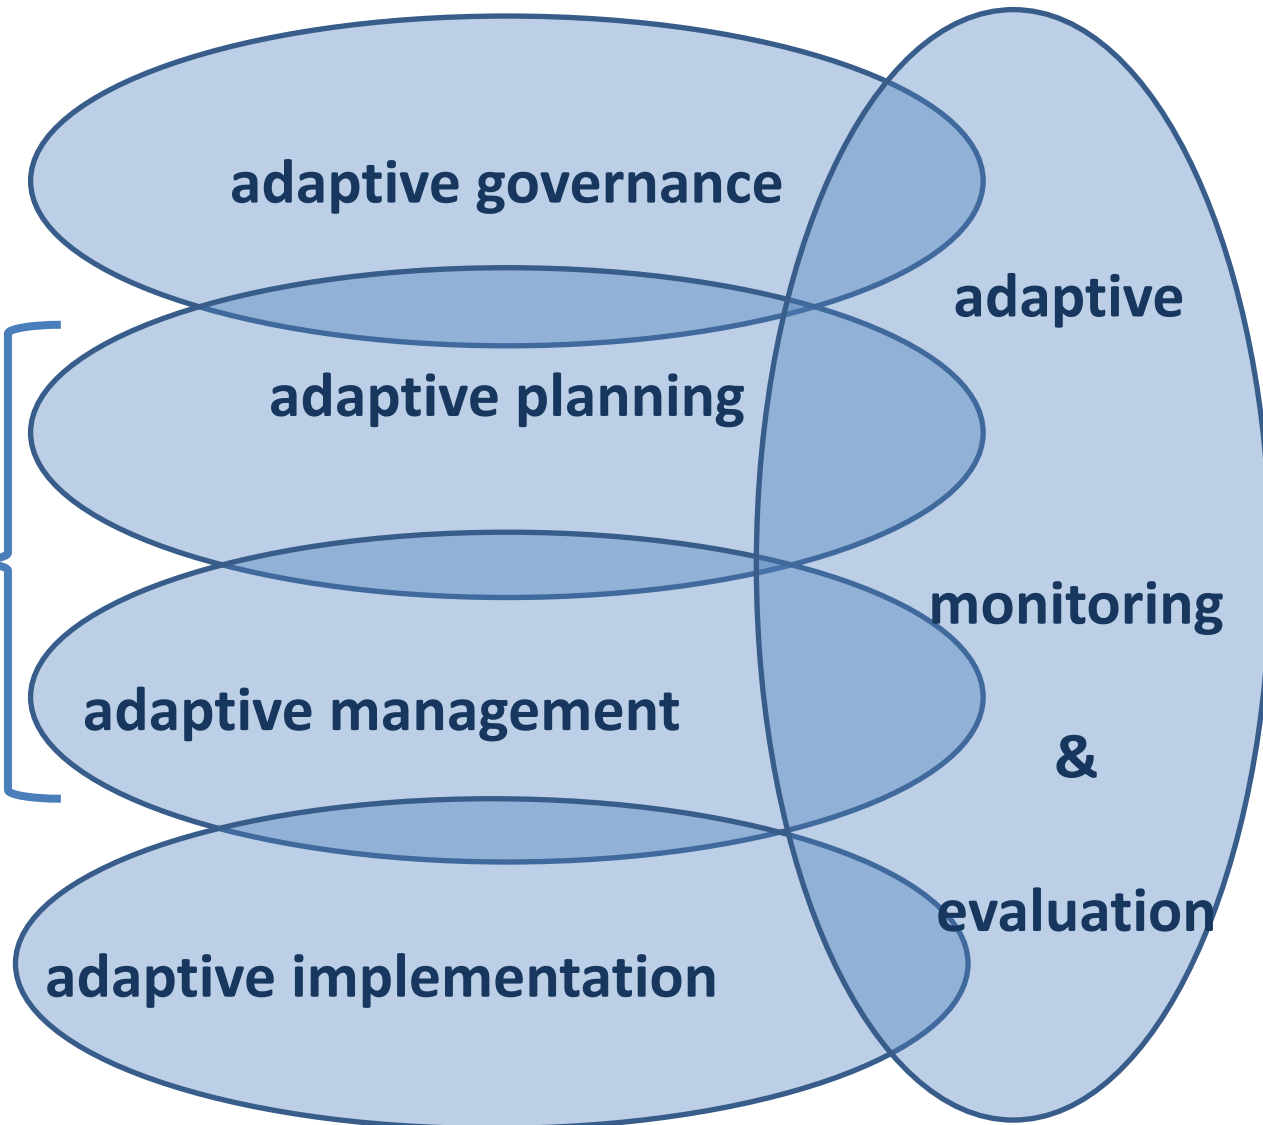 adaptive governance
adaptive planning
adaptive management
adaptive implementation
adaptive
monitoring
&
evaluation